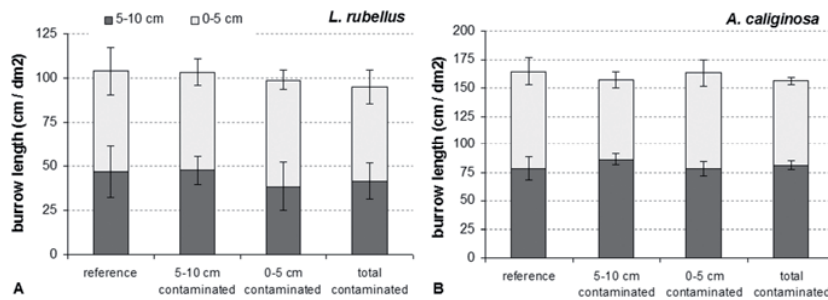 5-10 cm 0-5 cm
L. rubellus
burrow length (cm / dm2)
125
100
75
50
25
0
reference
5-10 cm contaminated
0-5 cm contaminated
total contaminated
A
A. caliginosa
burrow length (cm / dm2)
200
175
150
125
100
75
50
25
0
reference
5-10 cm contaminated
0-5 cm contaminated
total contaminated
B